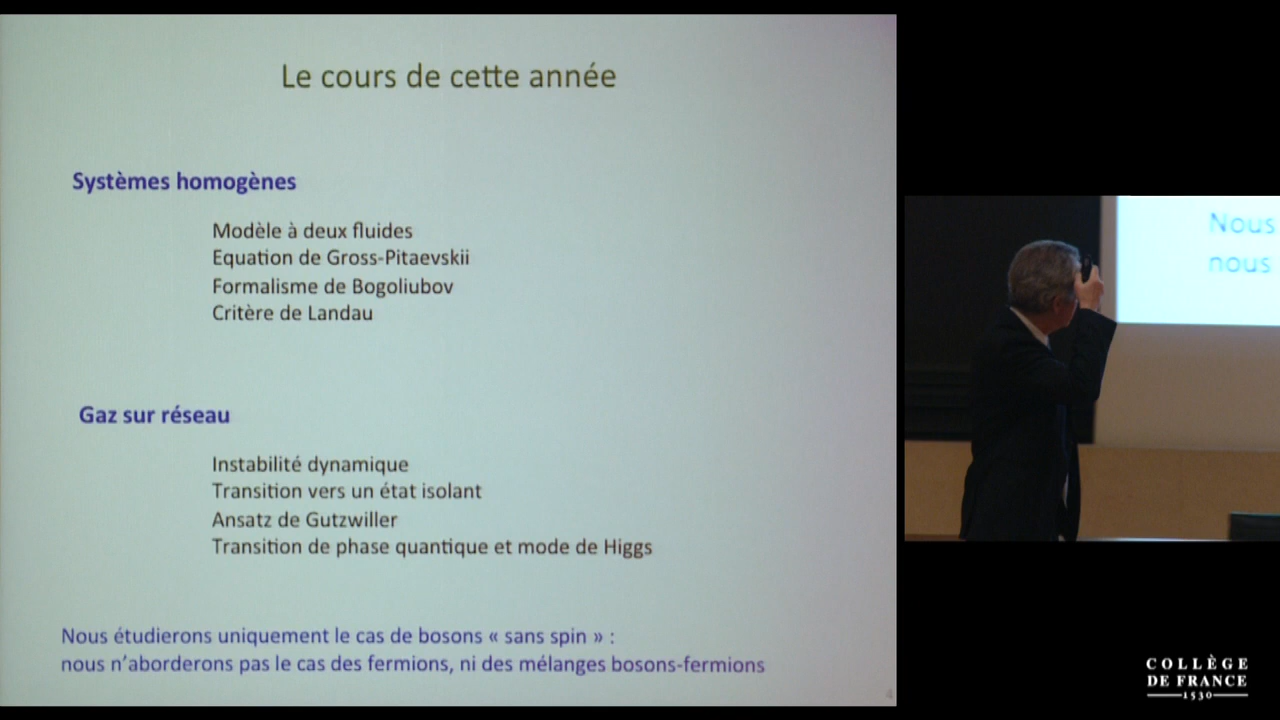 Le cours de cette année
Systèmes homogènes
Modèle à deux fluides
Equation de Gross-Pitaevskii
Formalisme de Bogoliubov
Critère de Landau
Gaz sur réseau
Instabilité dynamique
Transition vers un état isolant
Ansatz de Gutzwiller
Transition de phase quantique et mode de Higgs
Nous étudierons uniquement le cas de bosons « sans spin » :
nous n’aborderons pas le cas des fermions, ni des mélanges bosons-fermions
4
Nous
nous
COLLÈGE
DE FRANCE
1530